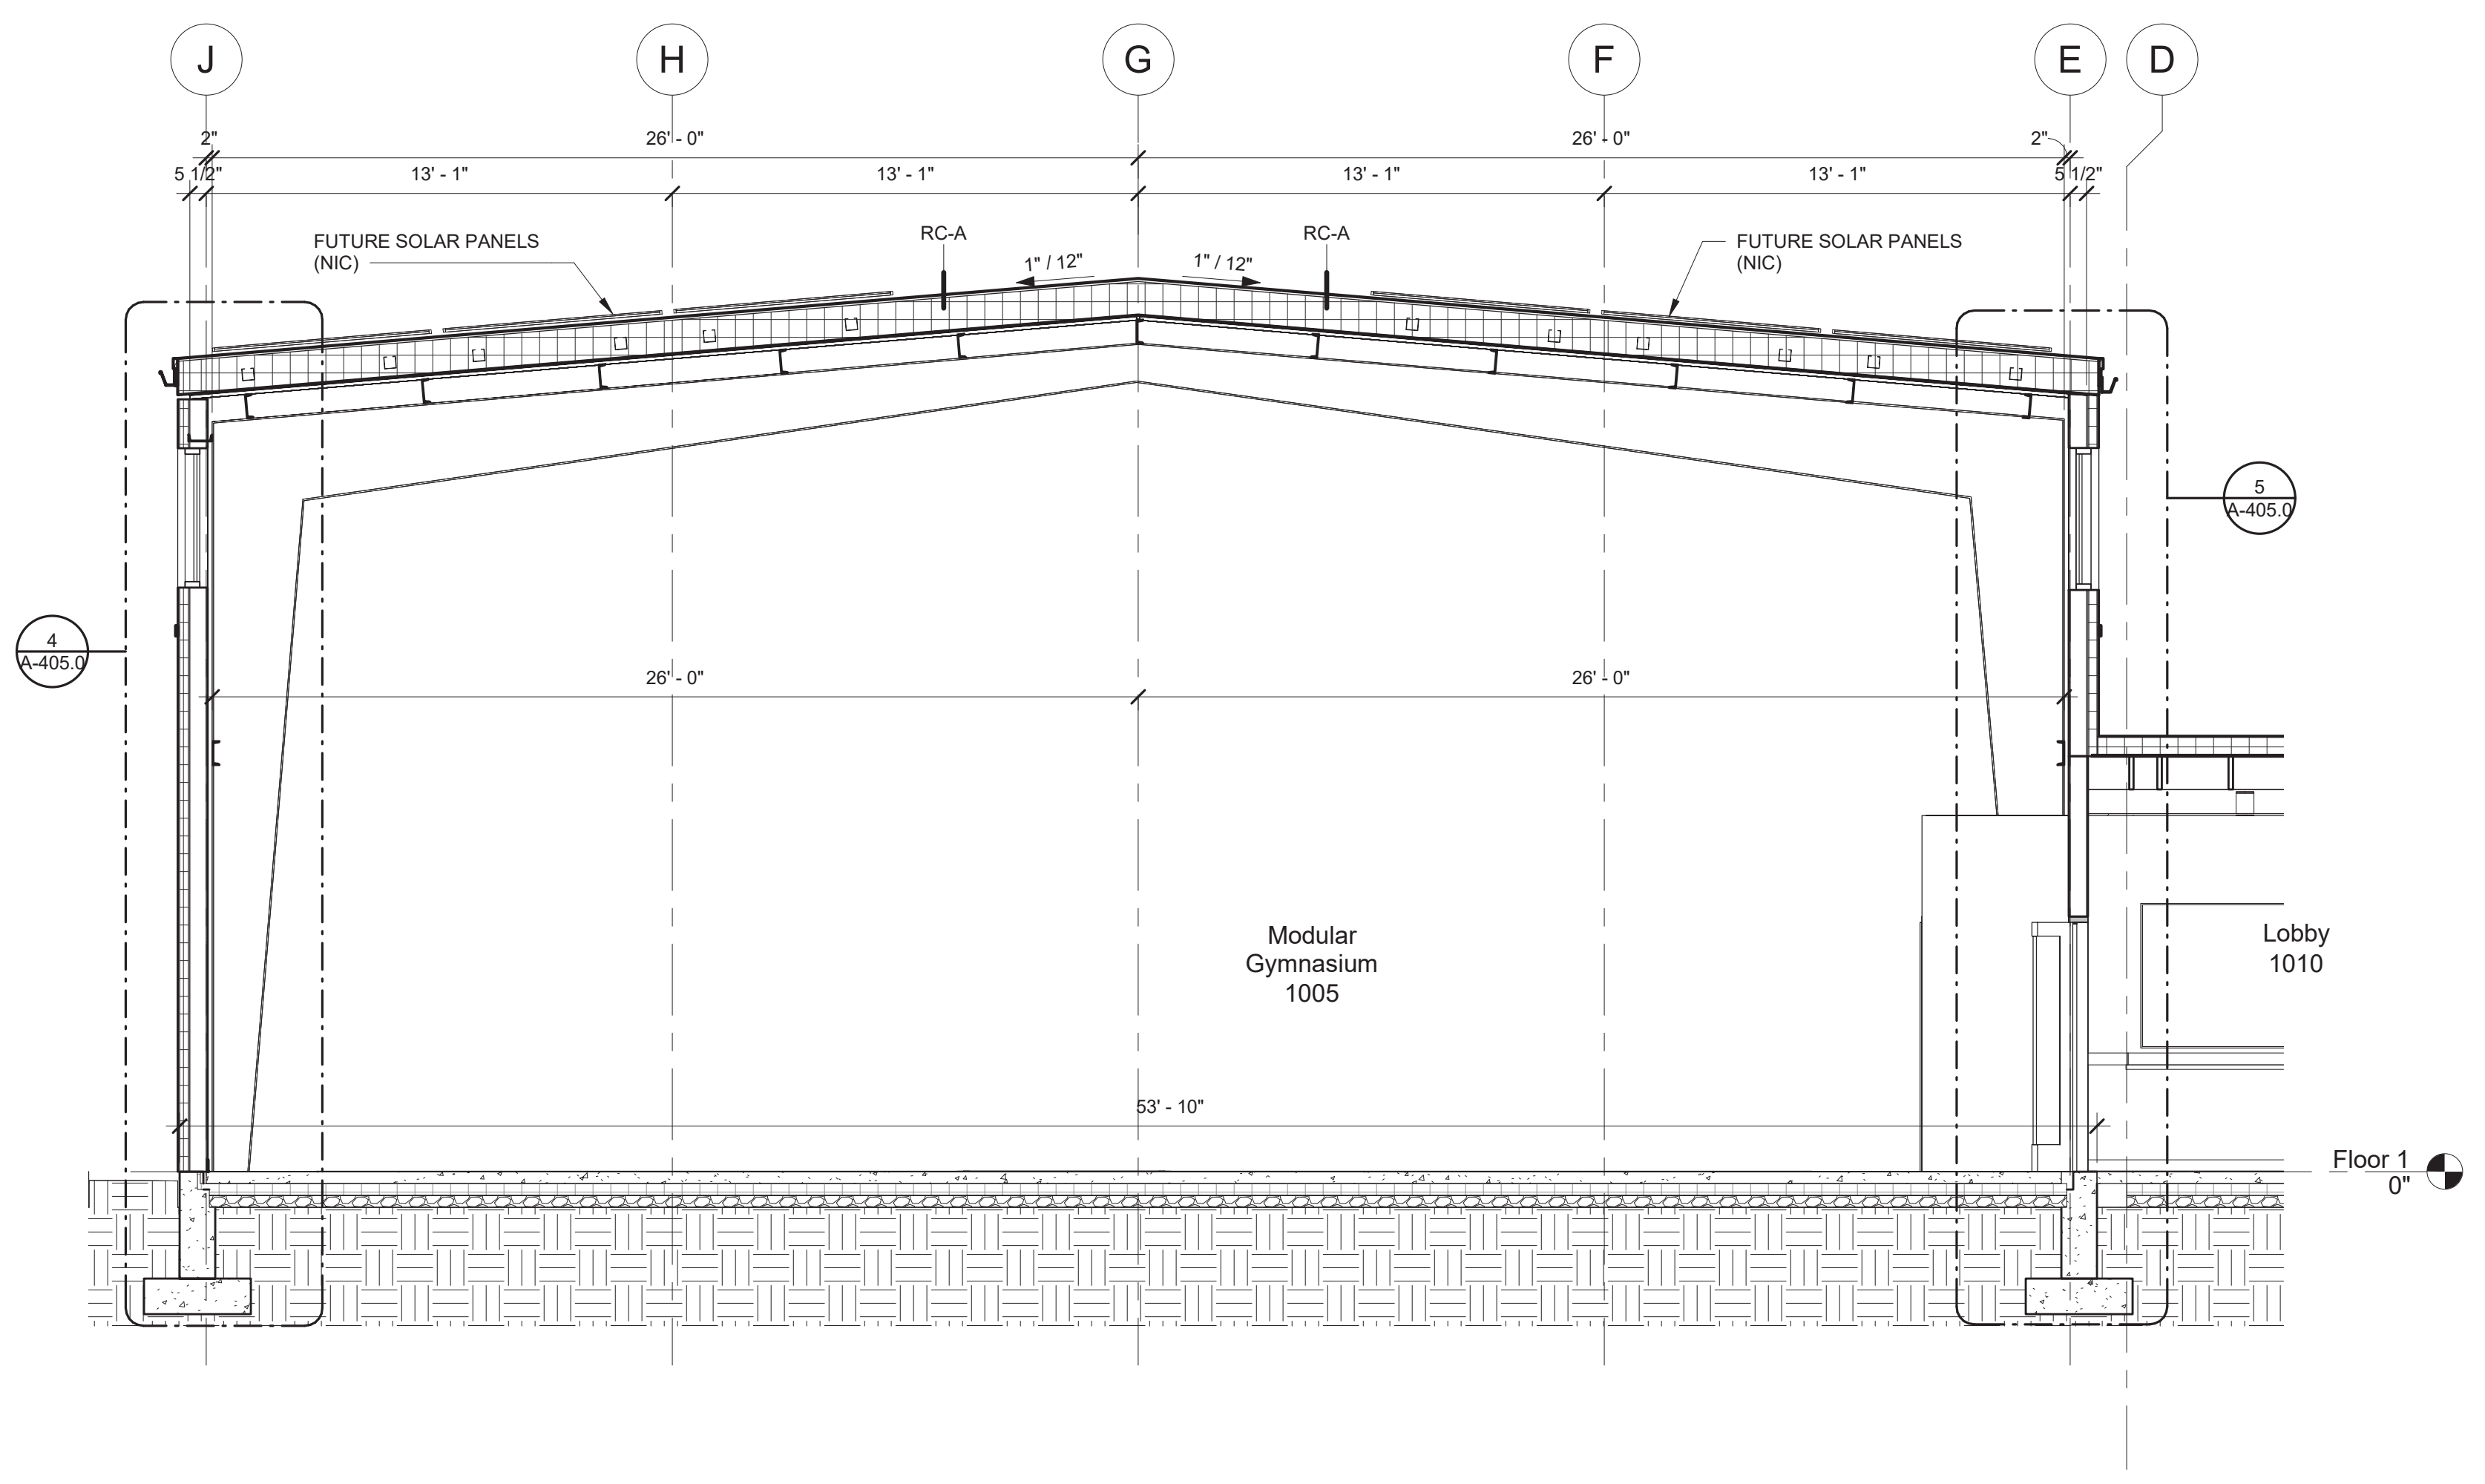 J
H
G
F
E
D
2"
26' - 0"
26' - 0"
2"
5 1/2"
13' - 1"
13' - 1"
13' - 1"
13' - 1"
5 1/2"
FUTURE SOLAR PANELS
(NIC)
RC-A
1" / 12"
1" / 12"
RC-A
FUTURE SOLAR PANELS
(NIC)
5
A-405.0
4
A-405.0
26' - 0"
26' - 0"
Modular
Gymnasium
1005
Lobby
1010
53' - 10"
Floor 1
0"